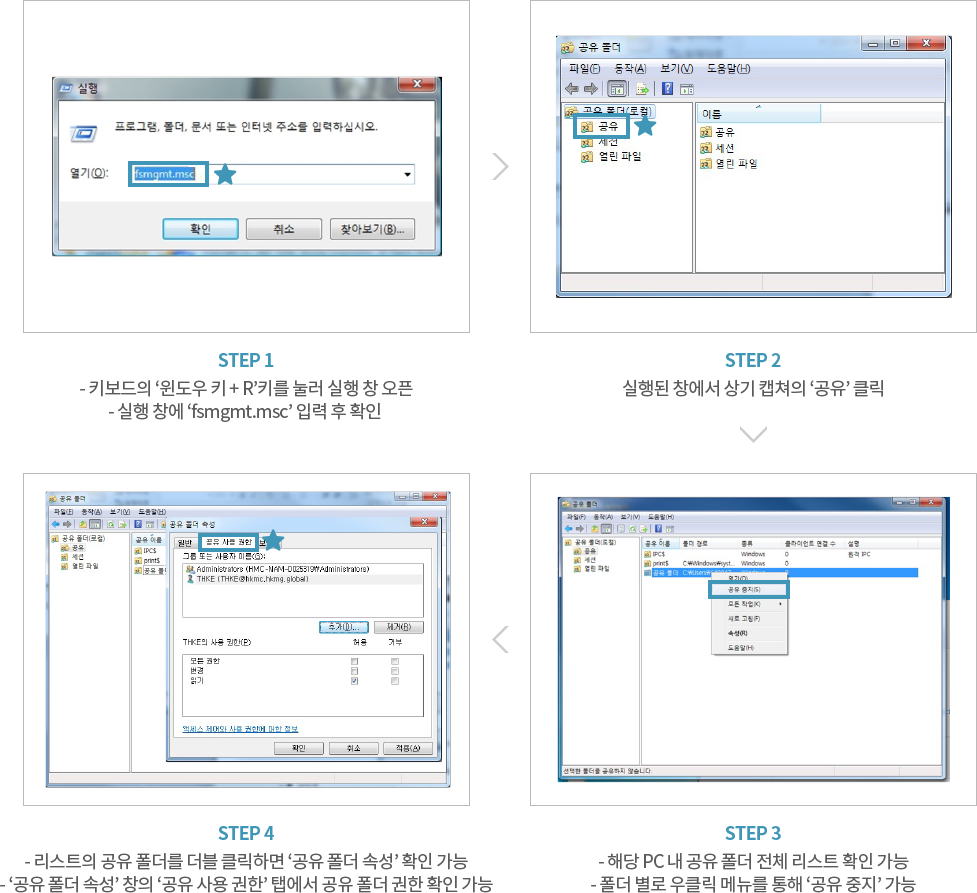 실행
프로그램, 폴더, 문서 또는 인터넷 주소를 입력하십시오.
열기(O):
fsmgmt.msc
확인
취소
찾아보기(B)...
STEP 1
- 키보드의 ‘윈도우 키 + R’키를 눌러 실행 창 오픈
- 실행 창에 ‘fsmgmt.msc’ 입력 후 확인
공유 폴더
파일(F) 동작(A) 보기(V) 도움말(H)
공유 폴더(로컬)
공유
세션
열린 파일
이름
공유
세션
열린 파일
STEP 2
실행된 창에서 상기 캡쳐의 ‘공유’ 클릭
공유 폴더
파일(F) 동작(A) 보기(V) 도움말(H)
공유 폴더(로컬)
공유
세션
열린 파일
공유 이름 폴더 경로 종류 클라이언트 연결 수 설명
IPC$ Windows 0 원격 IPC
print$ C:\Windows\syst... Windows 0
공유 폴더
열기(O)
공유 중지(S)
모든 작업(K)
새로 고침(F)
속성(R)
도움말(H)
선택한 폴더를 공유하지 않습니다.
STEP 3
- 해당 PC 내 공유 폴더 전체 리스트 확인 가능
- 폴더 별로 우클릭 메뉴를 통해 ‘공유 중지’ 가능
공유 폴더
파일(F) 동작(A) 보기(V) 도움말(H)
공유 폴더(로컬)
공유
세션
열린 파일
공유 이름
IPC$
print$
공유 폴더 속성
일반 공유 사용 권한
그룹 또는 사용자 이름(G):
Administrators (HMC-NAM-D025319\Administrators)
THKE (THKE@hkmc.hkmg.global)
추가(D)...
제거(R)
THKE의 사용 권한(P) 허용 거부
모든 권한
변경
읽기
액세스 제어와 사용 권한에 대한 정보
확인
취소
적용(A)
STEP 4
- 리스트의 공유 폴더를 더블 클릭하면 ‘공유 폴더 속성’ 확인 가능
- ‘공유 폴더 속성’ 창의 ‘공유 사용 권한’ 탭에서 공유 폴더 권한 확인 가능